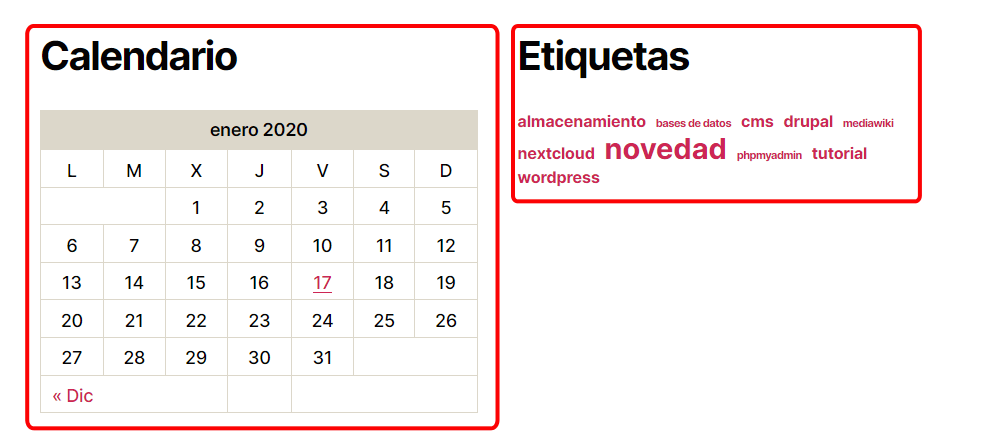 Calendario
enero 2020
L M X J V S D
1 2 3 4 5
6 7 8 9 10 11 12
13 14 15 16 17 18 19
20 21 22 23 24 25 26
27 28 29 30 31
« Dic
Etiquetas
almacenamiento bases de datos cms drupal mediawiki
nextcloud novedad phpmyadmin tutorial
wordpress